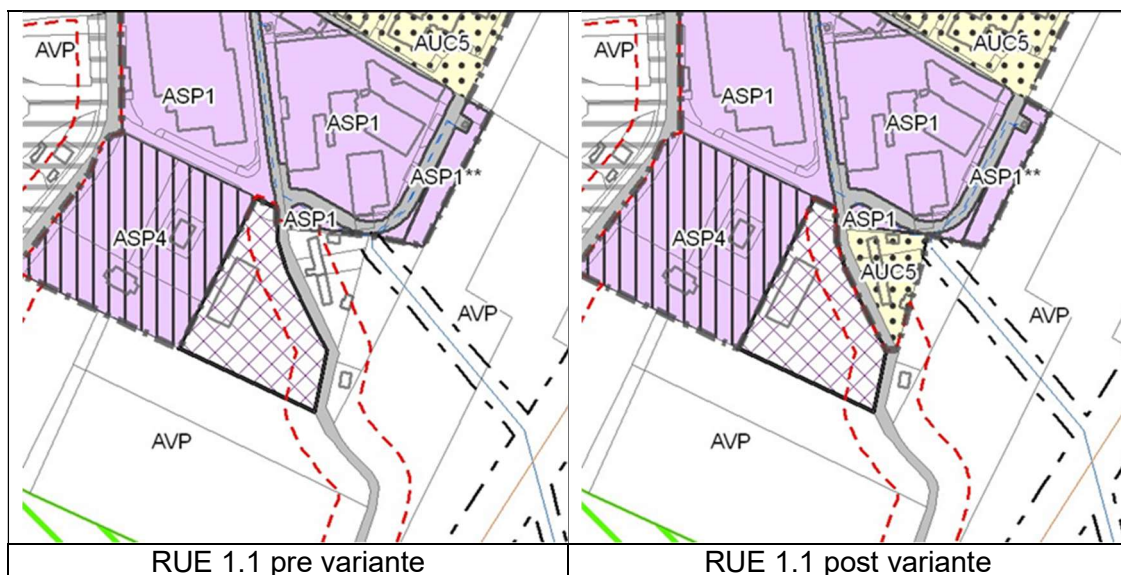 AVP
AUC5
ASP1
ASP1
ASP1**
ASP1
ASP4
AVP
AVP
RUE 1.1 pre variante
AVP
AUC5
ASP1
ASP1
ASP1**
ASP1
ASP4
AUC5
AVP
AVP
RUE 1.1 post variante